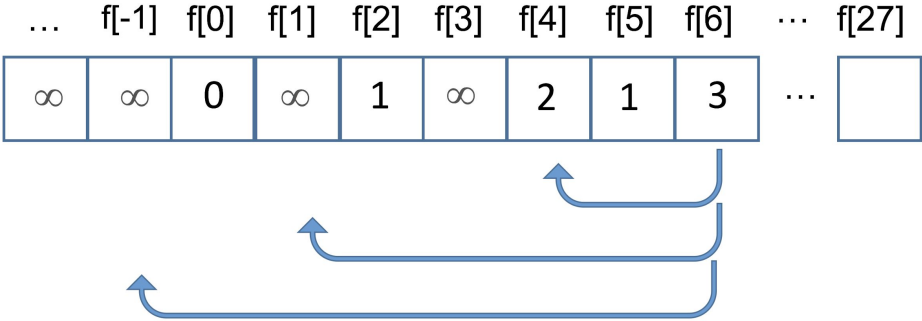 … f[-1] f[0] f[1] f[2] f[3] f[4] f[5] f[6] … f[27]
∞ ∞ 0 ∞ 1 ∞ 2 1 3 …